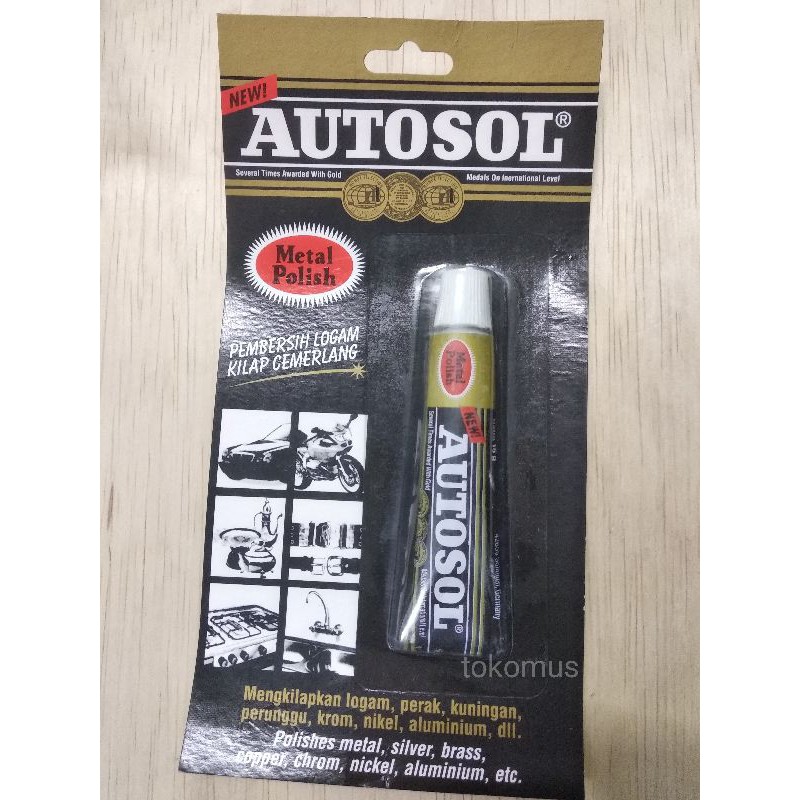 NEW!
AUTOSOL®
Several Times Awarded With Gold
Medals On Inernational Level
Metal
Polish
PEMBERSIH LOGAM
KILAP CEMERLANG
Metal
Polish
NEW!
AUTOSOL®
Several Times Awarded With Gold
tokomus
Mengkilapkan logam, perak, kuningan,
perunggu, krom, nikel, aluminium, dll.
Polishes metal, silver, brass,
copper, chrom, nickel, aluminium, etc.